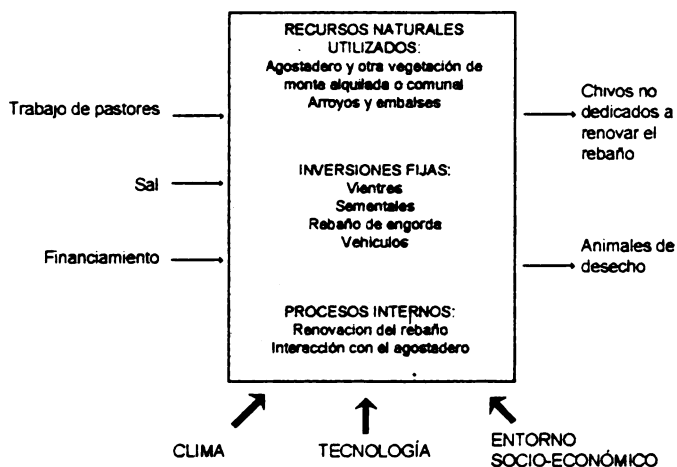 Trabajo de pastores
Sal
Financiamiento
RECURSOS NATURALES
UTILIZADOS:
Agostadero y otra vegetación de
monte alquilada o comunal
Arroyos y embalses
INVERSIONES FIJAS:
Vientres
Sementales
Rebaño de engorda
Vehículos
PROCESOS INTERNOS:
Renovacion del rebaño
Interacción con el agostadero
Chivos no
dedicados a
renovar el
rebaño
Animales de
desecho
CLIMA
TECNOLOGÍA
ENTORNO
SOCIO-ECONÓMICO